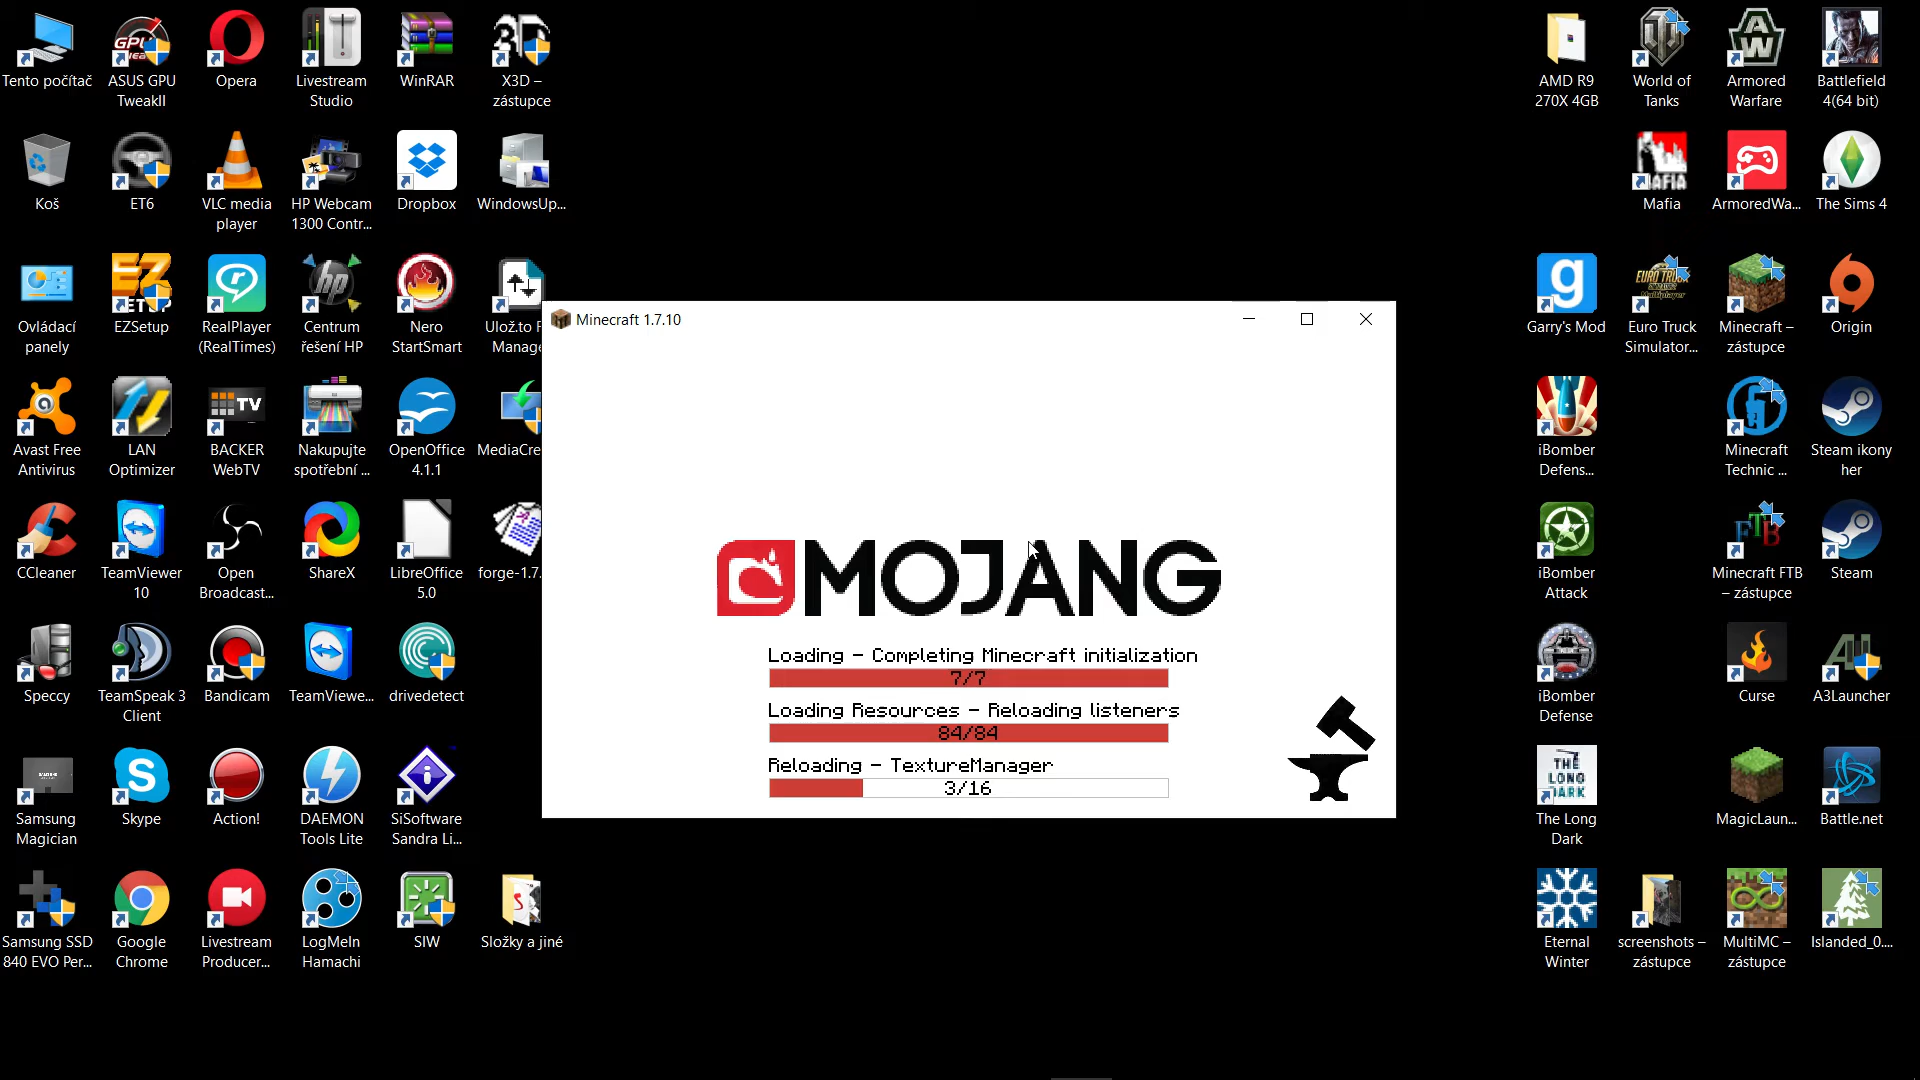 Tento počítač
ASUS GPU
TweakII
Opera
Livestream
Studio
WinRAR
X3D –
zástupce
AMD R9
270X 4GB
World of
Tanks
Armored
Warfare
Battlefield
4(64 bit)
Koš
ET6
VLC media
player
HP Webcam
1300 Contr...
Dropbox
WindowsUp...
Mafia
ArmoredWa...
The Sims 4
Ovládací
panely
EZSetup
RealPlayer
(RealTimes)
Centrum
řešení HP
Nero
StartSmart
Ulož.to F
Manage
Garry's Mod
Euro Truck
Simulator...
Minecraft –
zástupce
Origin
Avast Free
Antivirus
LAN
Optimizer
BACKER
WebTV
Nakupujte
spotřební ...
OpenOffice
4.1.1
MediaCre
iBomber
Defens...
Minecraft
Technic ...
Steam ikony
her
CCleaner
TeamViewer
10
Open
Broadcast...
ShareX
LibreOffice
5.0
forge-1.7.
iBomber
Attack
Minecraft FTB
– zástupce
Steam
Speccy
TeamSpeak 3
Client
Bandicam
TeamViewe...
drivedetect
iBomber
Defense
Curse
A3Launcher
Samsung
Magician
Skype
Action!
DAEMON
Tools Lite
SiSoftware
Sandra Li...
The Long
Dark
MagicLaun...
Battle.net
Samsung SSD
840 EVO Per...
Google
Chrome
Livestream
Producer...
LogMeIn
Hamachi
SIW
Složky a jiné
Eternal
Winter
screenshots –
zástupce
MultiMC –
zástupce
Islanded_0....
Minecraft 1.7.10
MOJANG
Loading - Completing Minecraft initialization
7/7
Loading Resources - Reloading listeners
84/84
Reloading - TextureManager
3/16